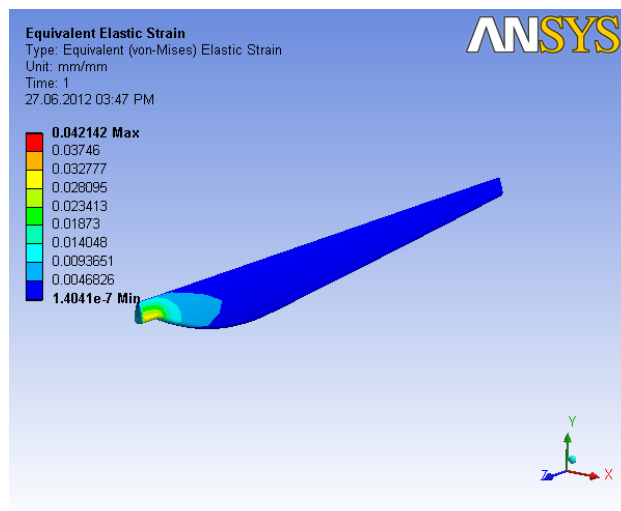 Equivalent Elastic Strain
Type: Equivalent (von-Mises) Elastic Strain
Unit: mm/mm
Time: 1
27.06.2012 03:47 PM
ANSYS
0.042142 Max
0.03746
0.032777
0.028095
0.023413
0.01873
0.014048
0.0093651
0.0046826
1.4041e-7 Min
Y
Z
X